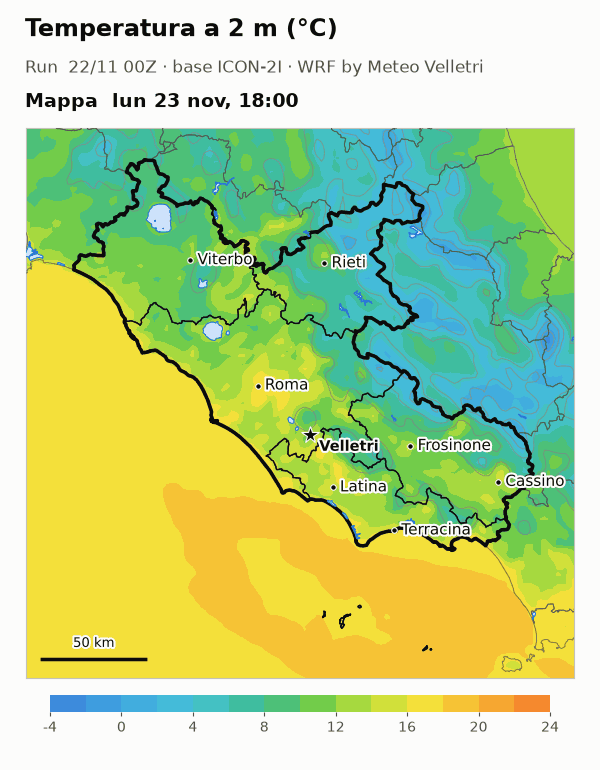 Temperatura a 2 m (°C)
Run  22/11 00Z · base ICON-2I · WRF by Meteo Velletri
Mappa  lun 23 nov, 18:00
Viterbo
Rieti
Roma
Velletri
Frosinone
Cassino
Latina
Terracina
50 km
-4 0 4 8 12 16 20 24